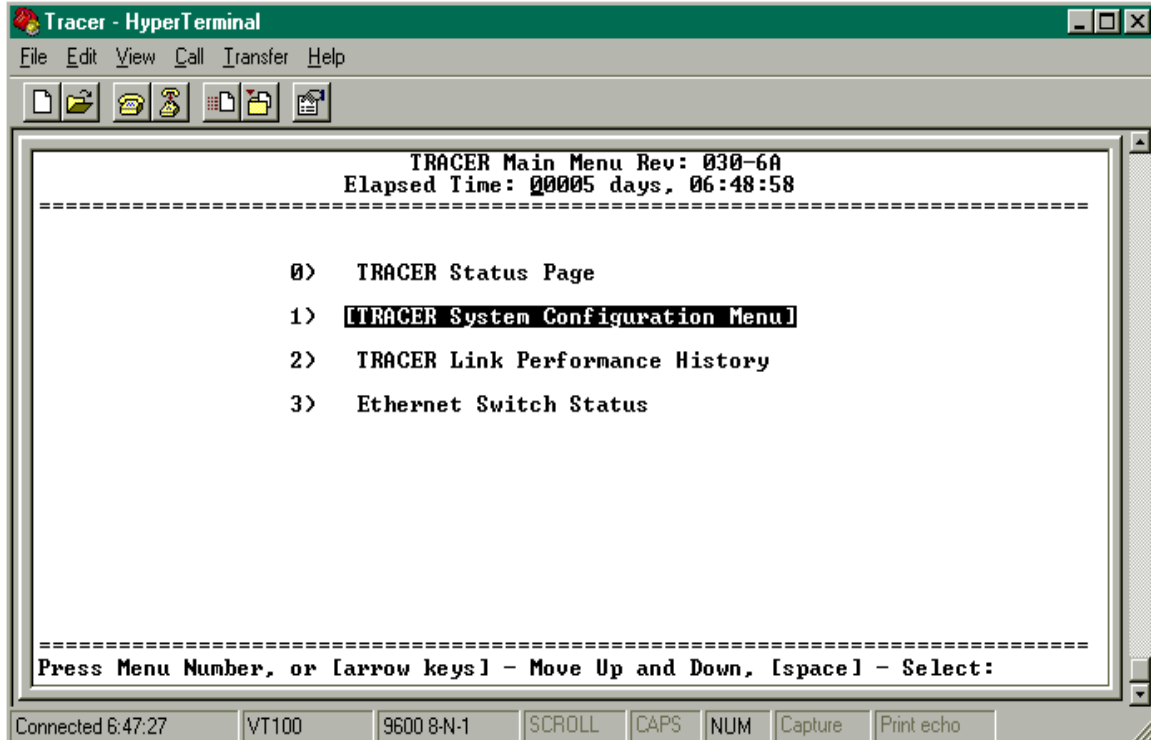 Tracer - HyperTerminal
File Edit View Call Transfer Help
TRACER Main Menu Rev: 030-6A
Elapsed Time: 00005 days, 06:48:58
================================================================================
0> TRACER Status Page
1> [TRACER System Configuration Menu]
2> TRACER Link Performance History
3> Ethernet Switch Status
================================================================================
Press Menu Number, or [arrow keys] - Move Up and Down, [space] - Select:
Connected 6:47:27 VT100 9600 8-N-1 SCROLL CAPS NUM Capture Print echo